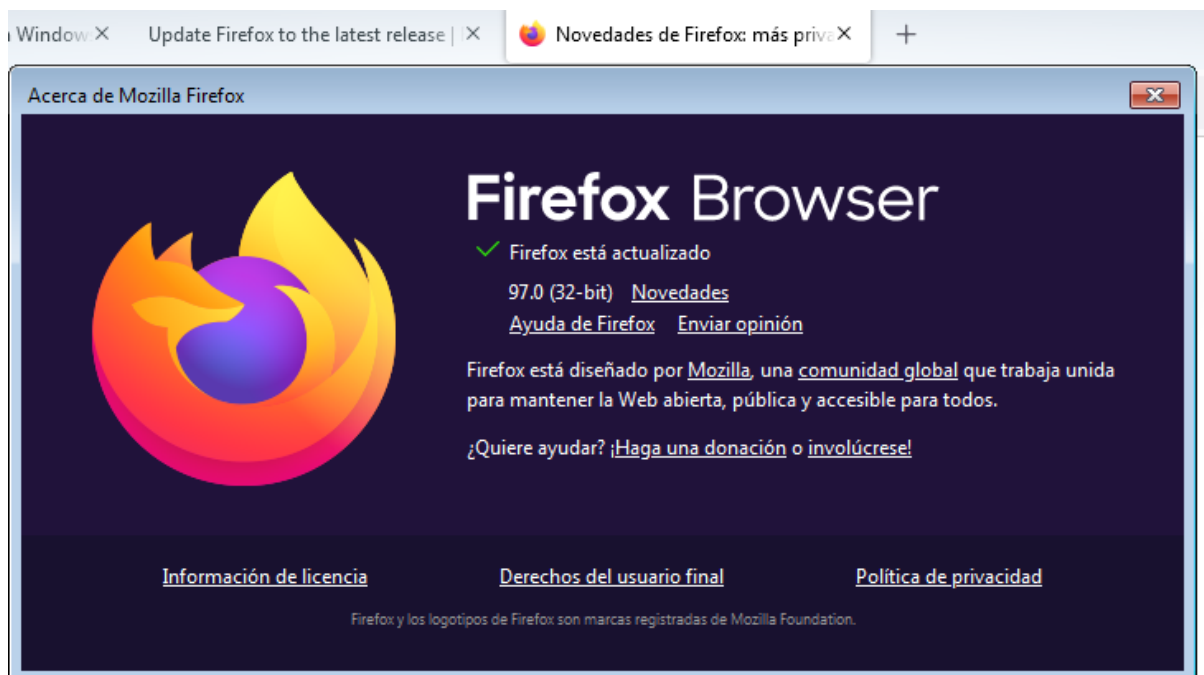 Window
Update Firefox to the latest release |
Novedades de Firefox: más priva
Acerca de Mozilla Firefox
Firefox Browser
Firefox está actualizado
97.0 (32-bit) Novedades
Ayuda de Firefox Enviar opinión
Firefox está diseñado por Mozilla, una comunidad global que trabaja unida
para mantener la Web abierta, pública y accesible para todos.
¿Quiere ayudar? ¡Haga una donación o involúcrese!
Información de licencia Derechos del usuario final Política de privacidad
Firefox y los logotipos de Firefox son marcas registradas de Mozilla Foundation.